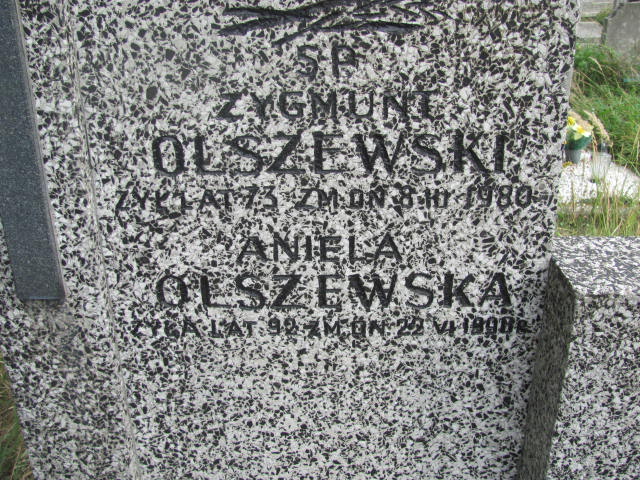 ŚP.
ZYGMUNT
OLSZEWSKI
ŻYŁ LAT 73 ZM. DN. 8 III 1980
ANIELA
OLSZEWSKA
ŻYŁA LAT 92 ZM. DN. VI